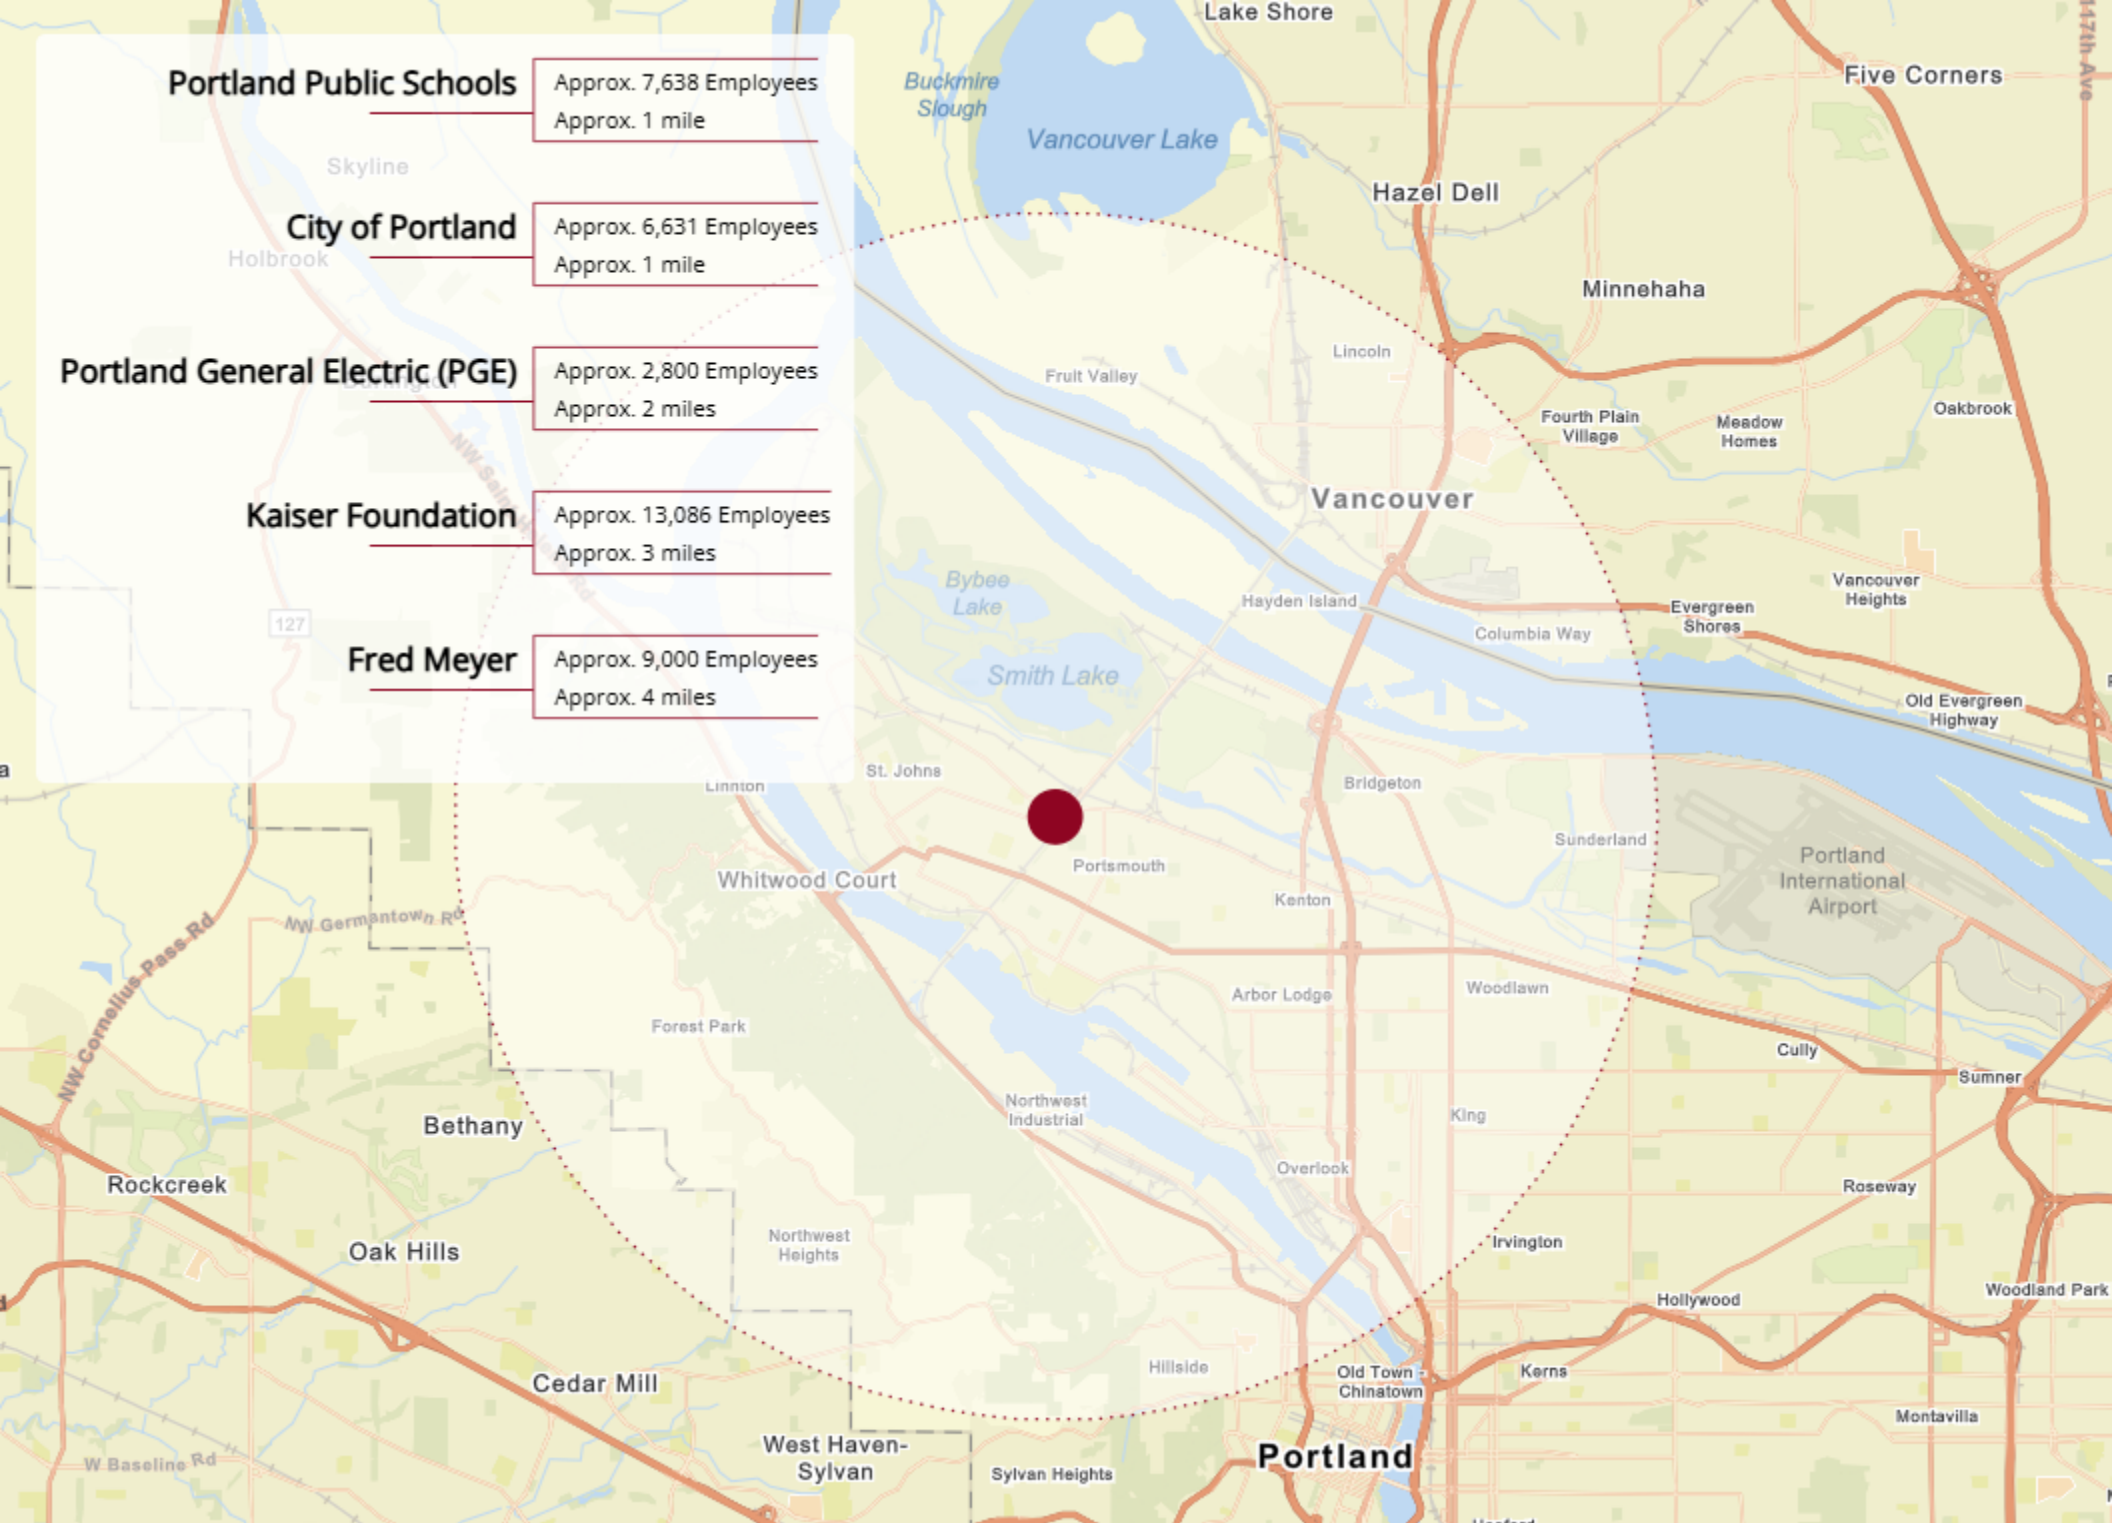 Portland Public Schools
Approx. 7,638 Employees
Approx. 1 mile
City of Portland
Approx. 6,631 Employees
Approx. 1 mile
Portland General Electric (PGE)
Approx. 2,800 Employees
Approx. 2 miles
Kaiser Foundation
Approx. 13,086 Employees
Approx. 3 miles
Fred Meyer
Approx. 9,000 Employees
Approx. 4 miles
Skyline
Holbrook
127
Lake Shore
117th Ave
Five Corners
Buckmire
Slough
Vancouver Lake
Hazel Dell
Minnehaha
Lincoln
Fruit Valley
Fourth Plain
Village
Meadow
Homes
Oakbrook
Vancouver
Bybee
Lake
Hayden Island
Vancouver
Heights
Evergreen
Shores
Columbia Way
Smith Lake
Old Evergreen
Highway
St. Johns
Linnton
Bridgeton
Sunderland
Portland
International
Airport
Portsmouth
Whitwood Court
Kenton
NW Germantown Rd
NW Cornelius Pass Rd
Arbor Lodge
Woodlawn
Forest Park
Cully
Sumner
Northwest
Industrial
King
Bethany
Overlook
Rockcreek
Roseway
Northwest
Heights
Oak Hills
Irvington
Woodland Park
Hollywood
Hillside
Old Town -
Chinatown
Kerns
Cedar Mill
Montavilla
West Haven-
Sylvan
Sylvan Heights
Portland
W Baseline Rd